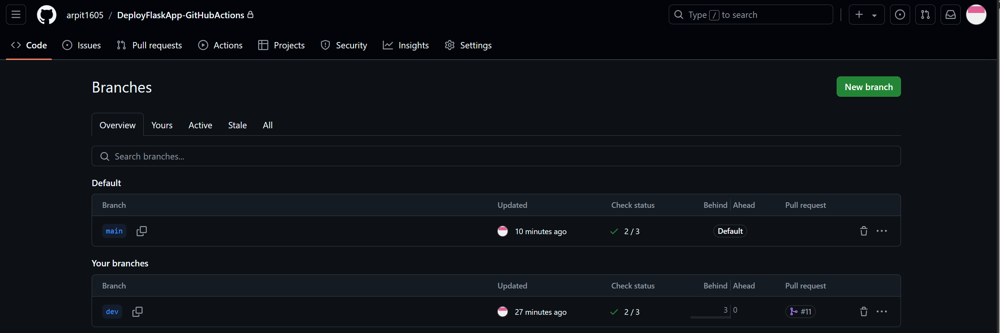 arpit1605 / DeployFlaskApp-GitHubActions
Type / to search
Code Issues Pull requests Actions Projects Security Insights Settings
Branches
New branch
Overview Yours Active Stale All
Search branches...
Default
Branch Updated Check status Behind Ahead Pull request
main 10 minutes ago 2 / 3 Default
Your branches
Branch Updated Check status Behind Ahead Pull request
dev 27 minutes ago 2 / 3 3 0 #11